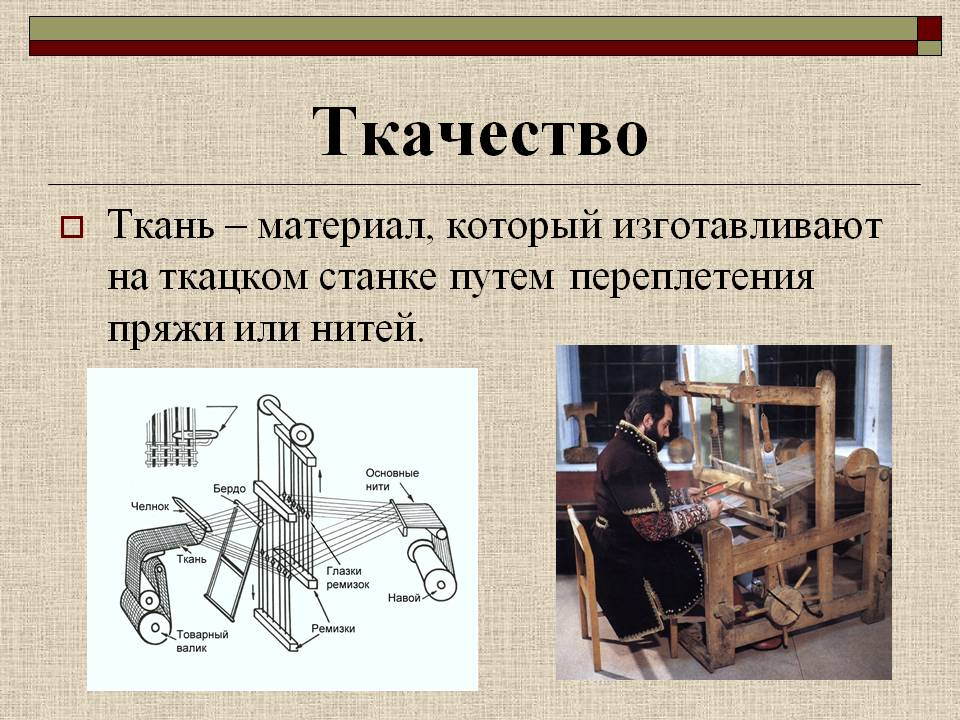 Ткачество
Ткань – материал, который изготавливают
на ткацком станке путем переплетения
пряжи или нитей.
Основные
нити
Бердо
Челнок
Ткань
Глазки
ремизок
Навой
Ремизки
Товарный
валик